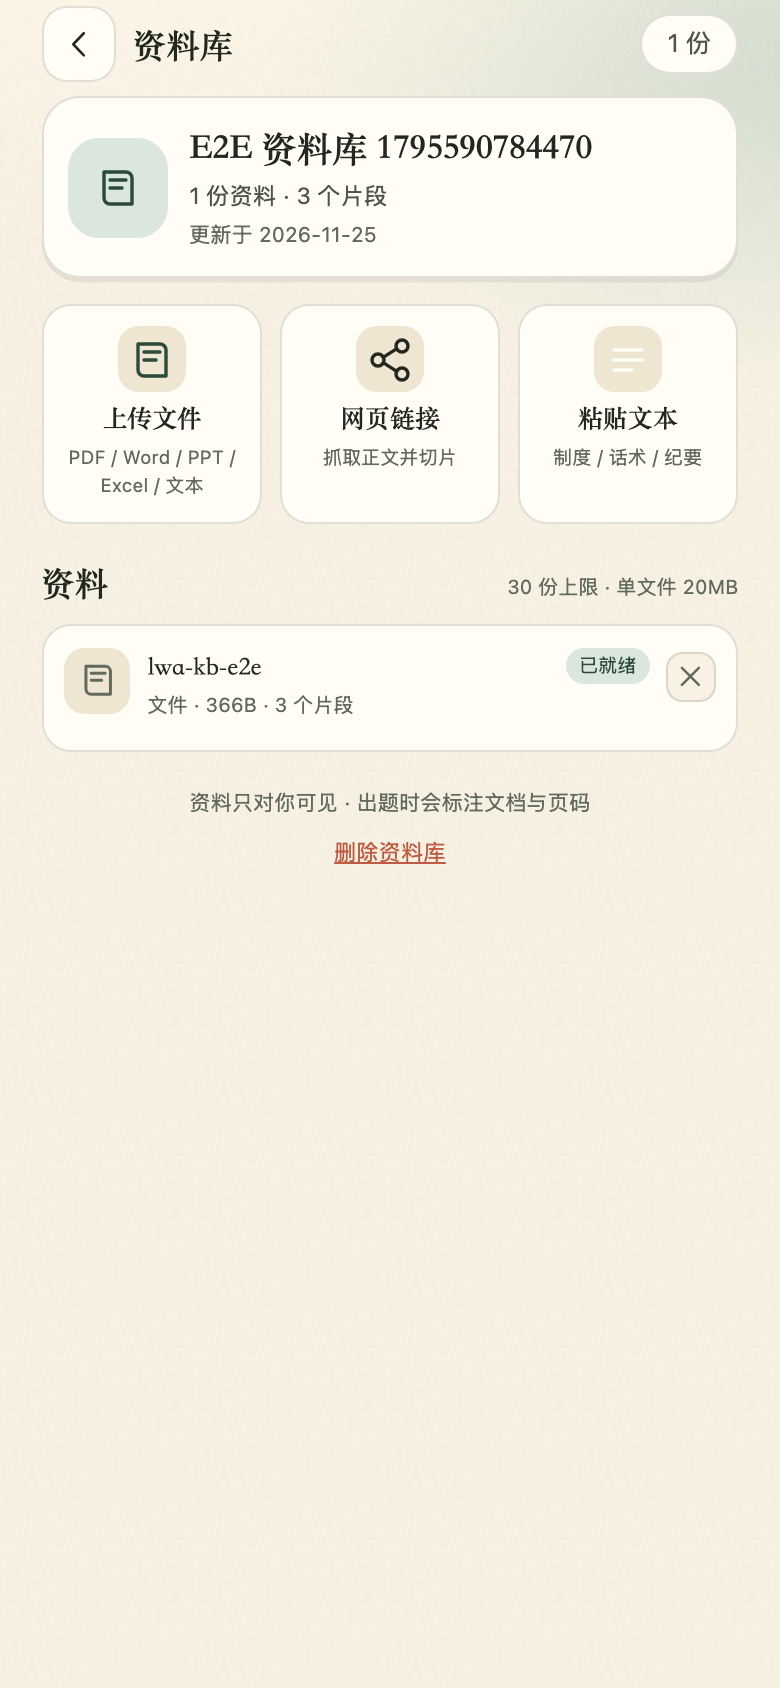 资料库
1 份
E2E 资料库 1795590784470
1 份资料 · 3 个片段
更新于 2026-11-25
上传文件
PDF / Word / PPT /
Excel / 文本
网页链接
抓取正文并切片
粘贴文本
制度 / 话术 / 纪要
资料
30 份上限 · 单文件 20MB
lwa-kb-e2e
已就绪
文件 · 366B · 3 个片段
资料只对你可见 · 出题时会标注文档与页码
删除资料库